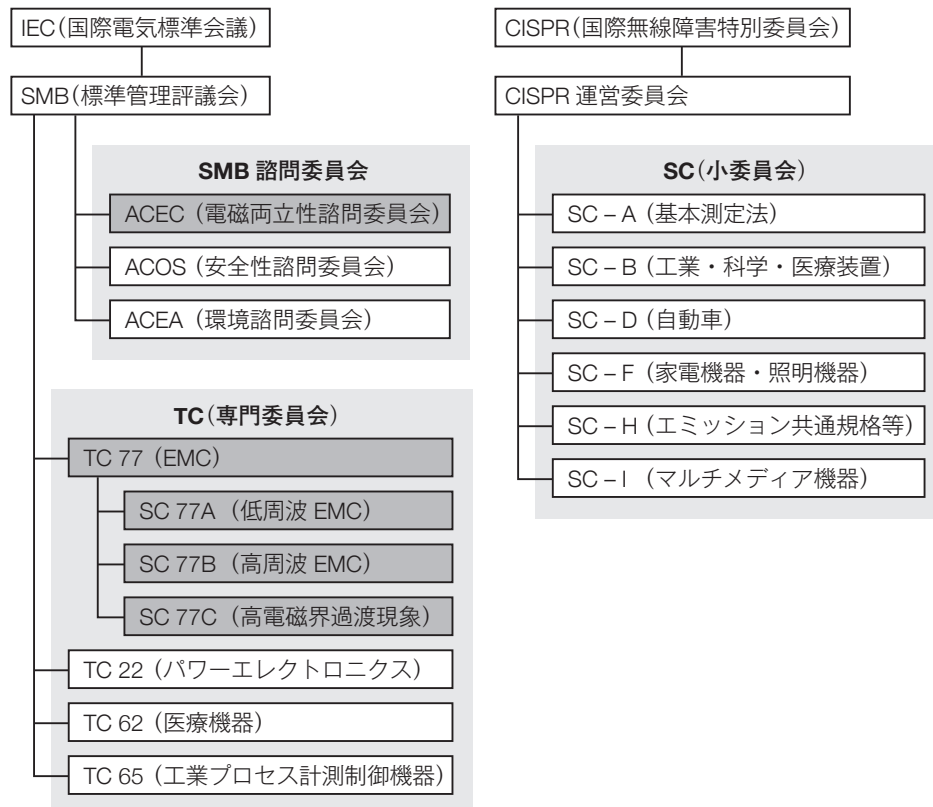 IEC(国際電気標準会議)
SMB(標準管理評議会)
SMB 諮問委員会
ACEC(電磁両立性諮問委員会)
ACOS(安全性諮問委員会)
ACEA(環境諮問委員会)
TC(専門委員会)
TC 77(EMC)
SC 77A(低周波 EMC)
SC 77B(高周波 EMC)
SC 77C(高電磁界過渡現象)
TC 22(パワーエレクトロニクス)
TC 62(医療機器)
TC 65(工業プロセス計測制御機器)
CISPR(国際無線障害特別委員会)
CISPR 運営委員会
SC(小委員会)
SC – A(基本測定法)
SC – B(工業・科学・医療装置)
SC – D(自動車)
SC – F(家電機器・照明機器)
SC – H(エミッション共通規格等)
SC – I(マルチメディア機器)